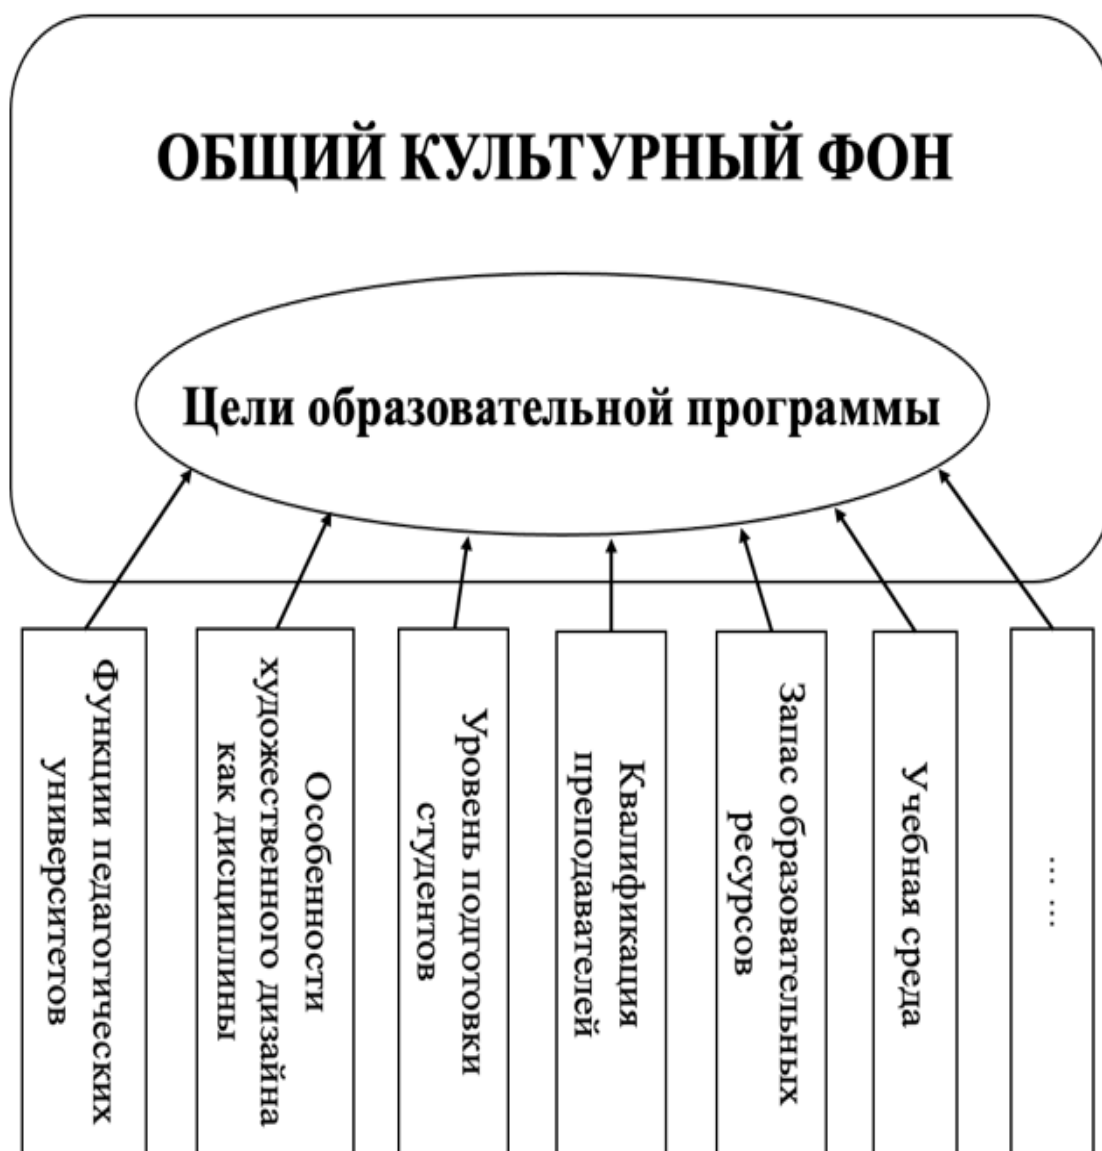 ОБЩИЙ КУЛЬТУРНЫЙ ФОН
Цели образовательной программы
Функции педагогических
университетов
Особенности
художественного дизайна
как дисциплины
Уровень подготовки
студентов
Квалификация
преподавателей
Запас образовательных
ресурсов
Учебная среда
... ...